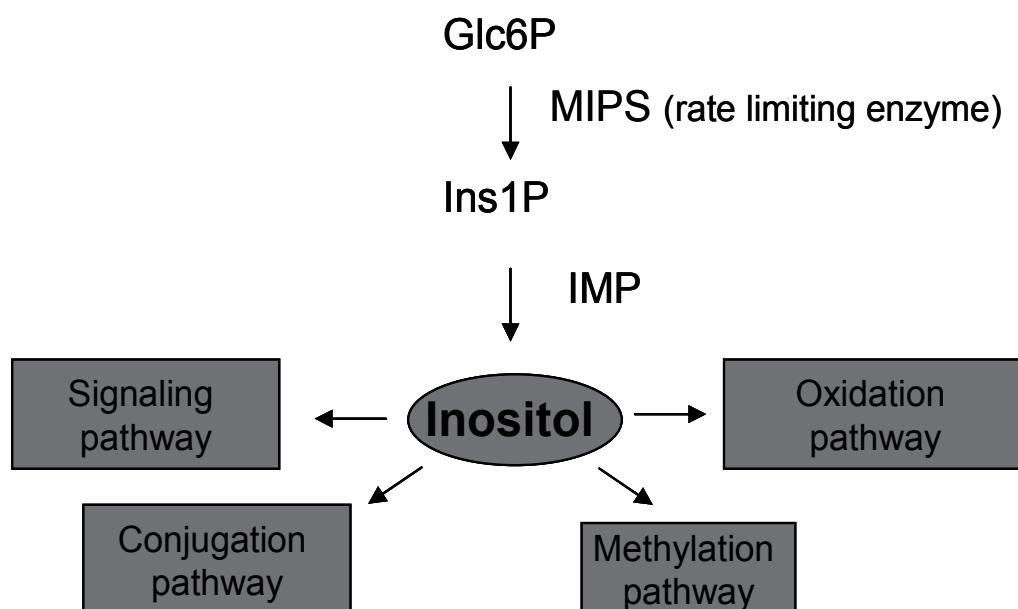 Glc6P
MIPS (rate limiting enzyme)
Ins1P
IMP
Signaling
pathway
Inositol
Oxidation
pathway
Conjugation
pathway
Methylation
pathway